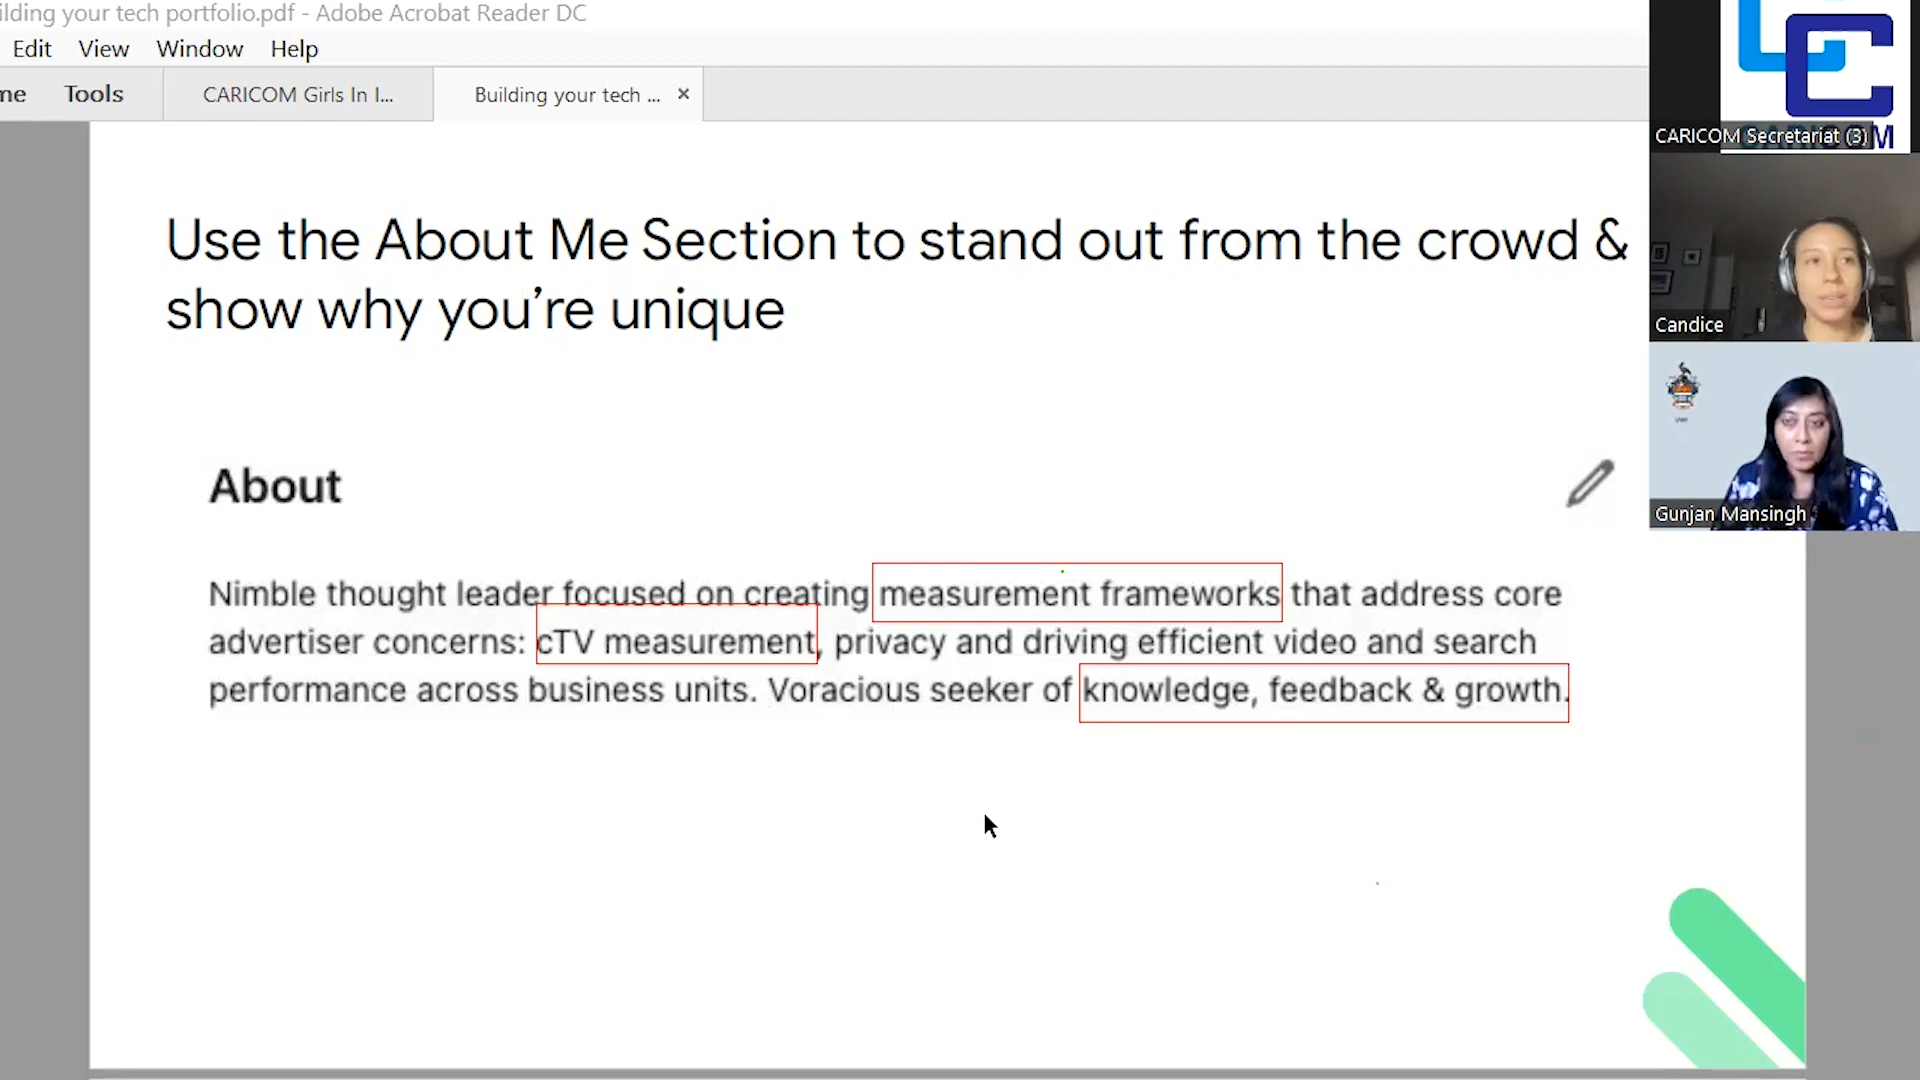 ilding your tech portfolio.pdf - Adobe Acrobat Reader DC
Edit View Window Help
me Tools CARICOM Girls In I... Building your tech ... ×
CARICOM Secretariat (3)
Candice
Gunjan Mansingh
Use the About Me Section to stand out from the crowd &
show why you're unique
About
Nimble thought leader focused on creating measurement frameworks that address core
advertiser concerns: cTV measurement, privacy and driving efficient video and search
performance across business units. Voracious seeker of knowledge, feedback & growth.